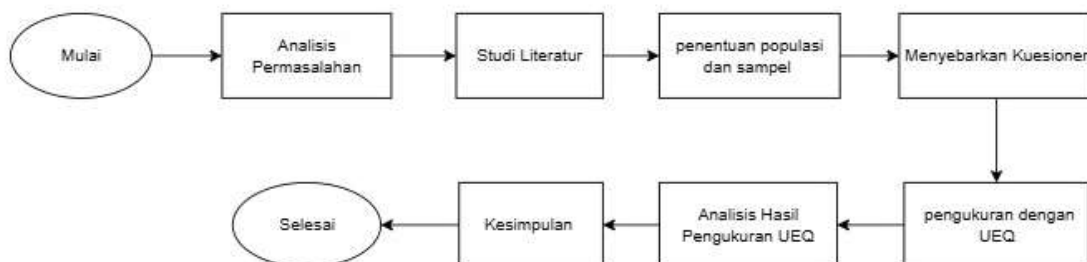 Mulai
Analisis
Permasalahan
Studi Literatur
penentuan populasi
dan sampel
Menyebarkan Kuesioner
pengukuran dengan
UEQ
Analisis Hasil
Pengukuran UEQ
Kesimpulan
Selesai